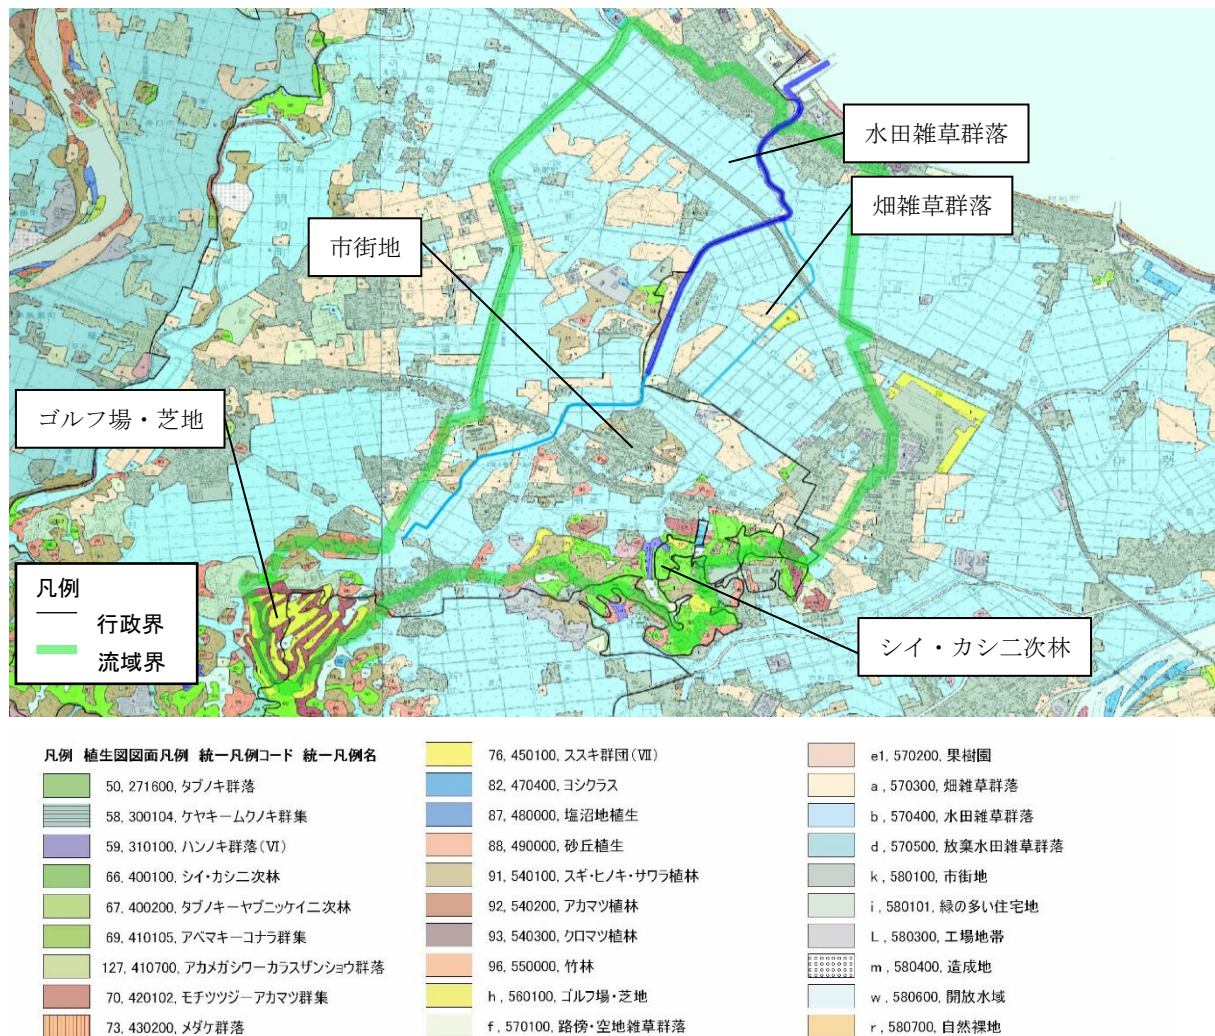 水田雑草群落
畑雑草群落
市街地
ゴルフ場・芝地
明
和
凡例
行政界
流域界
シイ・カシ二次林
凡例 植生図図面凡例 統一凡例コード 統一凡例名
50, 271600, タブノキ群落
58, 300104, ケヤキームクノキ群集
59, 310100, ハンノキ群落(Ⅵ)
66, 400100, シイ・カシ二次林
67, 400200, タブノキーヤブニッケイ二次林
69, 410105, アベマキーコナラ群集
127, 410700, アカメガシワーカラスザンショウ群落
70, 420102, モチツツジーアカマツ群集
73, 430200, メダケ群落
76, 450100, ススキ群団(Ⅶ)
82, 470400, ヨシクラス
87, 480000, 塩沼地植生
88, 490000, 砂丘植生
91, 540100, スギ・ヒノキ・サワラ植林
92, 540200, アカマツ植林
93, 540300, クロマツ植林
96, 550000, 竹林
h, 560100, ゴルフ場・芝地
f, 570100, 路傍・空地雑草群落
e1, 570200, 果樹園
a, 570300, 畑雑草群落
b, 570400, 水田雑草群落
d, 570500, 放棄水田雑草群落
k, 580100, 市街地
i, 580101, 緑の多い住宅地
L, 580300, 工場地帯
m, 580400, 造成地
w, 580600, 開放水域
r, 580700, 自然裸地